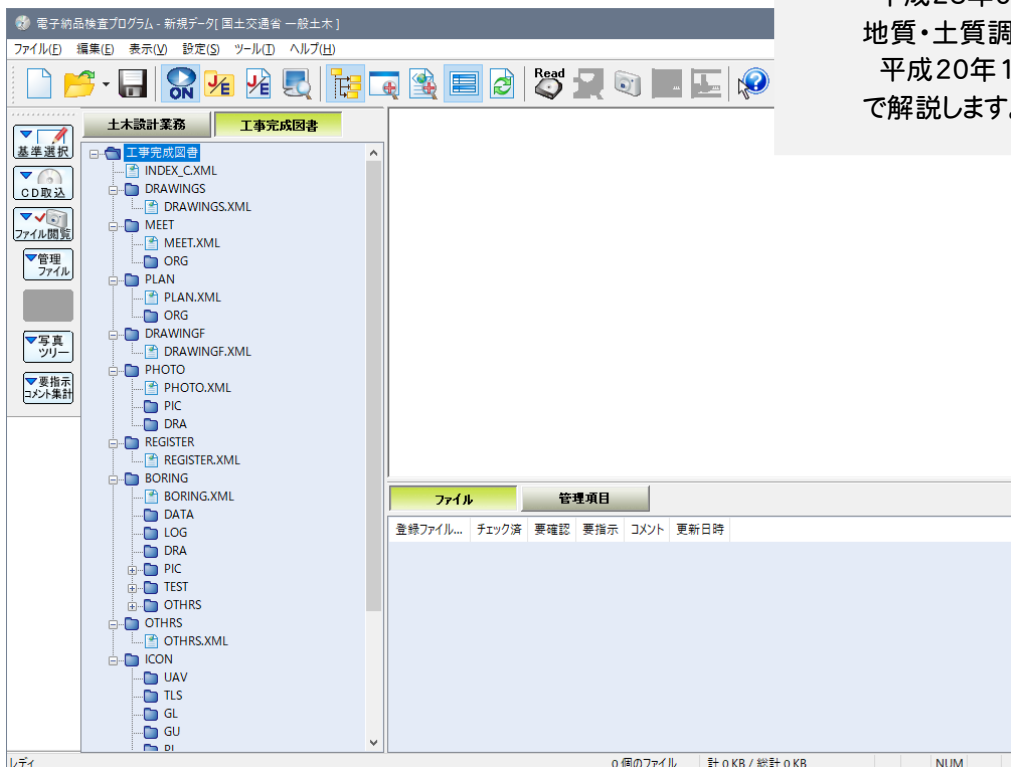 電子納品検査プログラム - 新規データ[ 国土交通省 一般土木 ]
ファイル(F) 編集(E) 表示(V) 設定(S) ツール(T) ヘルプ(H)
地質・土質調
平成20年1
で解説します。
ON
Read
基準選択
CD取込
ファイル閲覧
管理
ファイル
写真
ツリー
要指示
コメント集計
土木設計業務 工事完成図書
工事完成図書
INDEX_C.XML
DRAWINGS
DRAWINGS.XML
MEET
MEET.XML
ORG
PLAN
PLAN.XML
ORG
DRAWINGF
DRAWINGF.XML
PHOTO
PHOTO.XML
PIC
DRA
REGISTER
REGISTER.XML
BORING
BORING.XML
DATA
LOG
DRA
PIC
TEST
OTHRS
OTHRS
OTHRS.XML
ICON
UAV
TLS
GL
GU
ファイル 管理項目
登録ファイル... チェック済 要確認 要指示 コメント 更新日時
レディ 0 個のファイル 計 0 KB / 総計 0 KB NUM